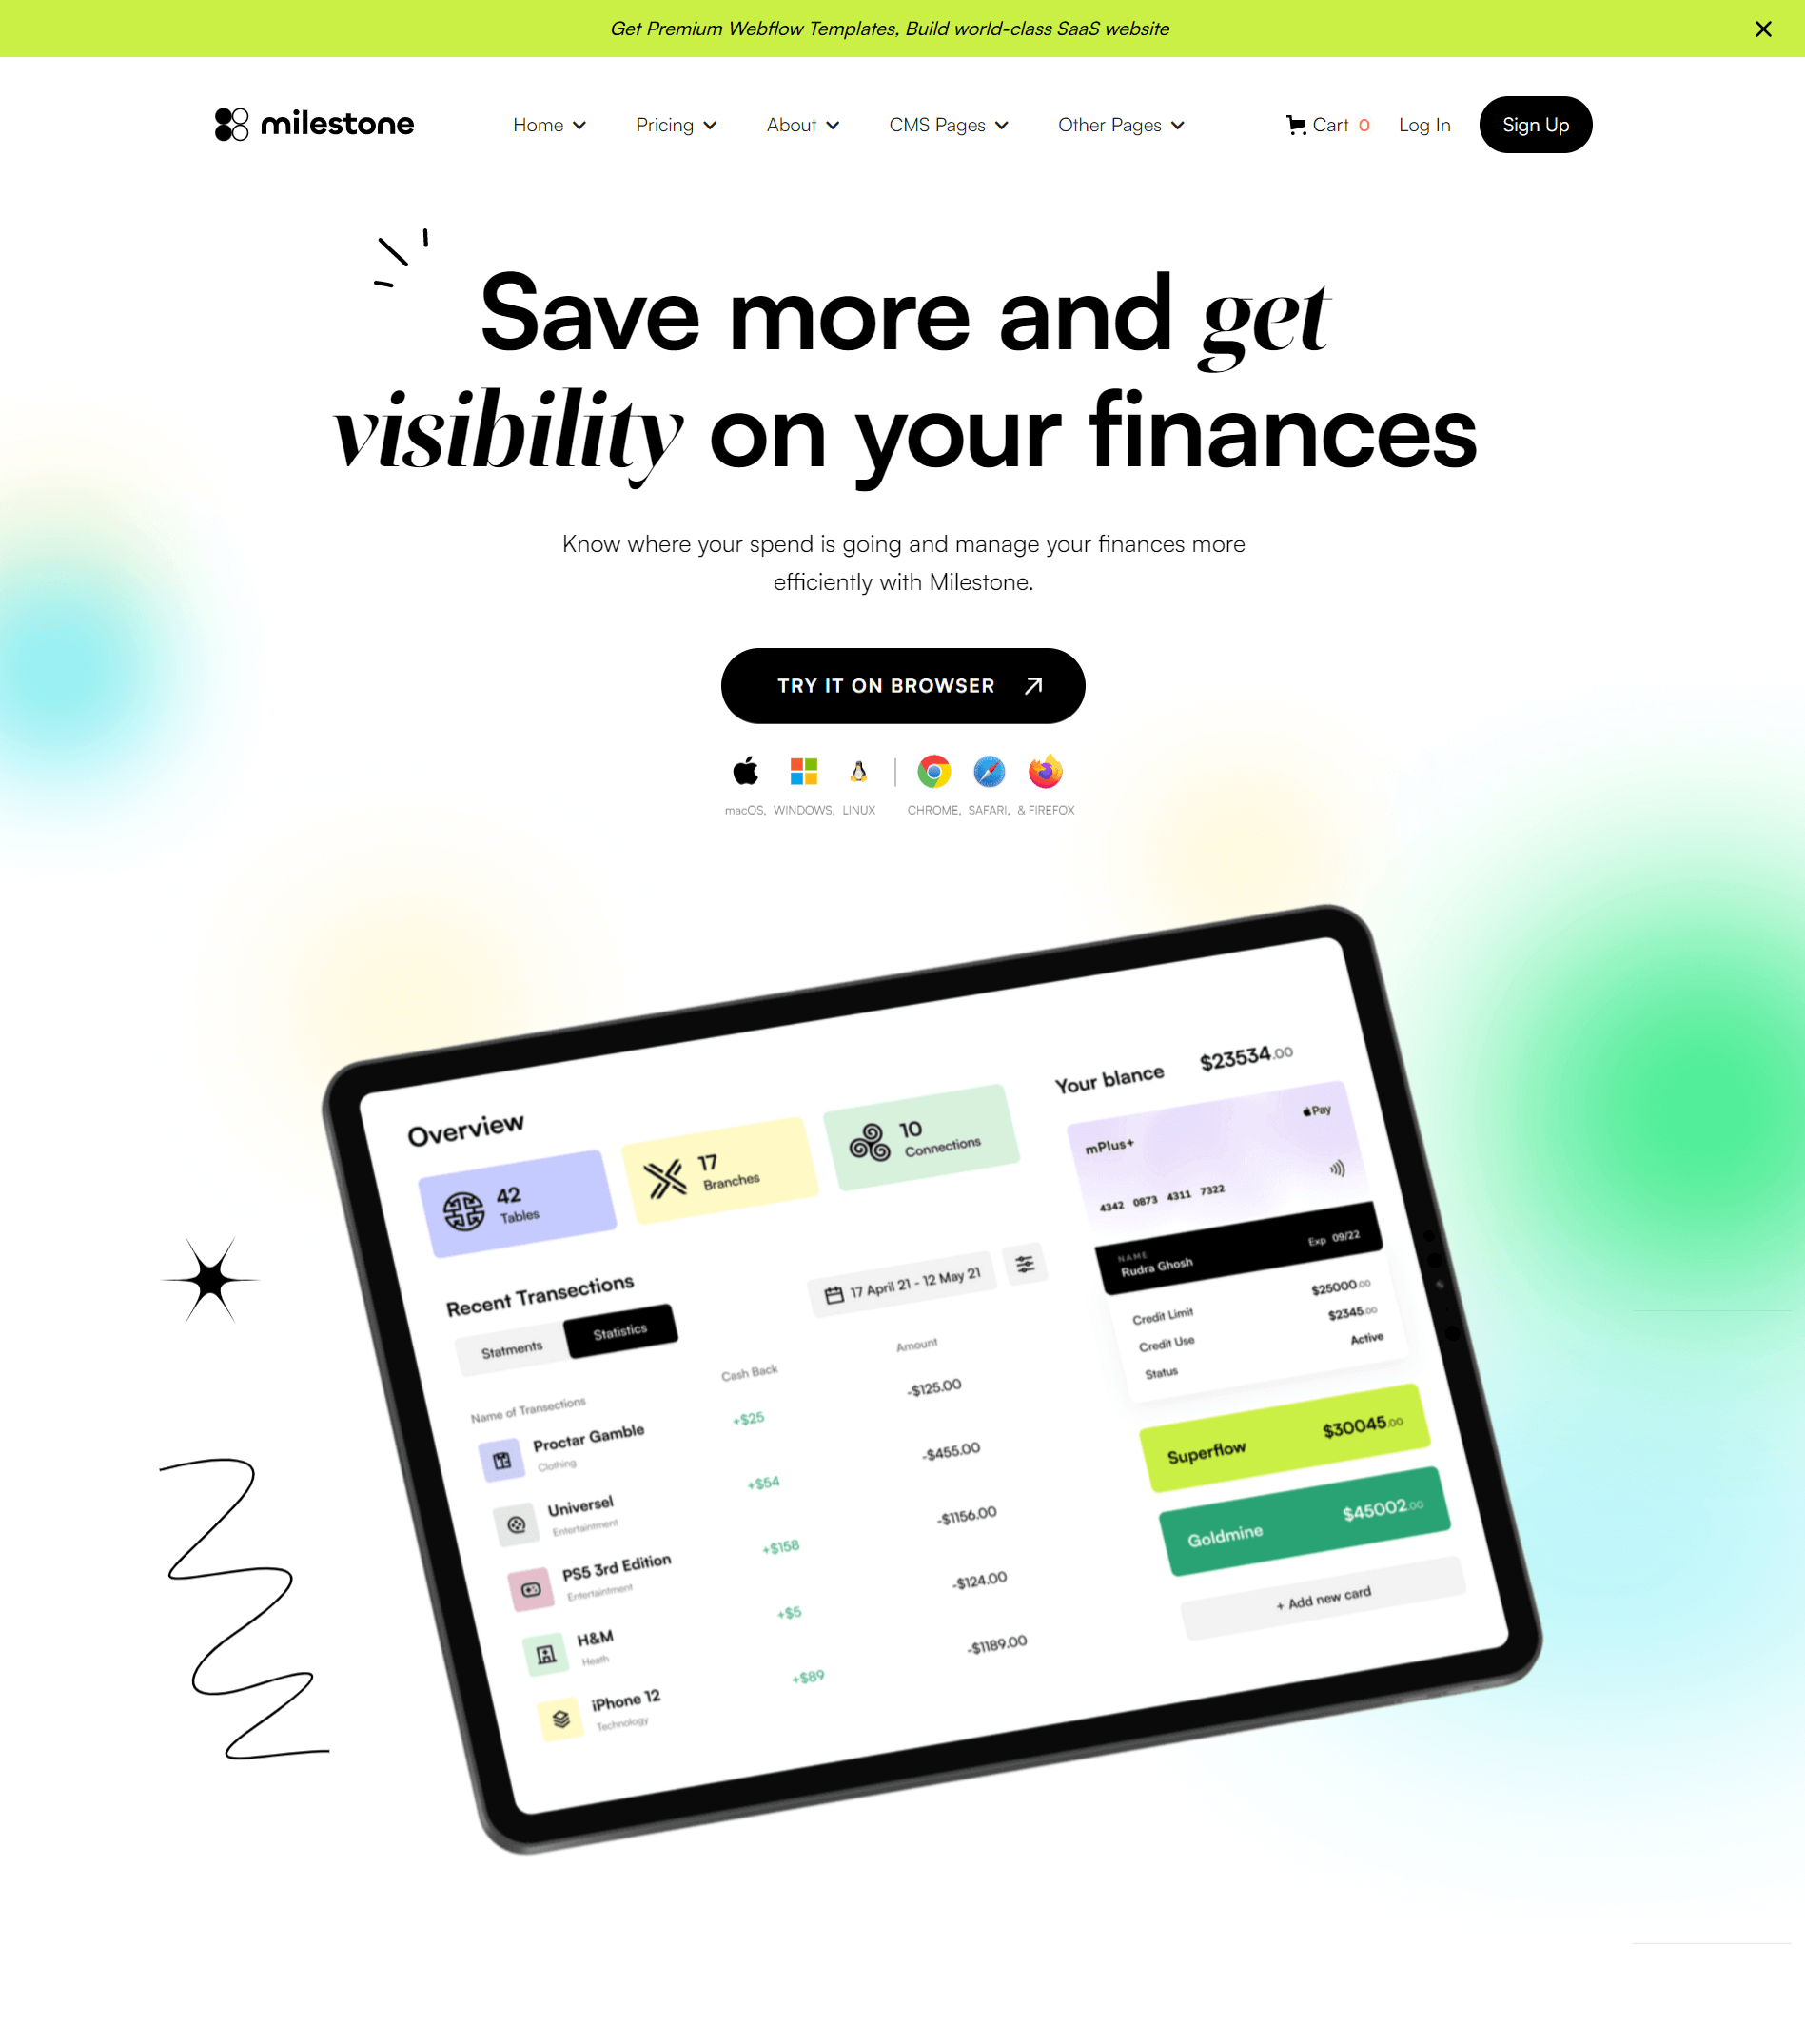 Get Premium Webflow Templates, Build world-class SaaS website
milestone
Home
Pricing
About
CMS Pages
Other Pages
Cart 0
Log In
Sign Up
Save more and get
visibility on your finances
Know where your spend is going and manage your finances more
efficiently with Milestone.
TRY IT ON BROWSER
macOS, WINDOWS, LINUX
CHROME, SAFARI, & FIREFOX
Overview
42
Tables
17
Branches
10
Connections
Recent Transections
17 April 21 - 12 May 21
Statments
Statistics
Name of Transections
Cash Back
Amount
Proctar Gamble
Clothing
+$25
-$125.00
Universel
Entertaintment
+$54
-$455.00
PS5 3rd Edition
Entertaintment
+$158
-$1156.00
H&M
Heath
+$5
-$124.00
iPhone 12
Technology
+$89
-$1189.00
Your blance
$23534.00
mPlus+
Pay
4342 0873 4311 7322
NAME
Rudra Ghosh
Exp 09/22
Credit Limit
$25000.00
Credit Use
$2345.00
Status
Active
Superflow
$30045.00
Goldmine
$45002.00
+ Add new card